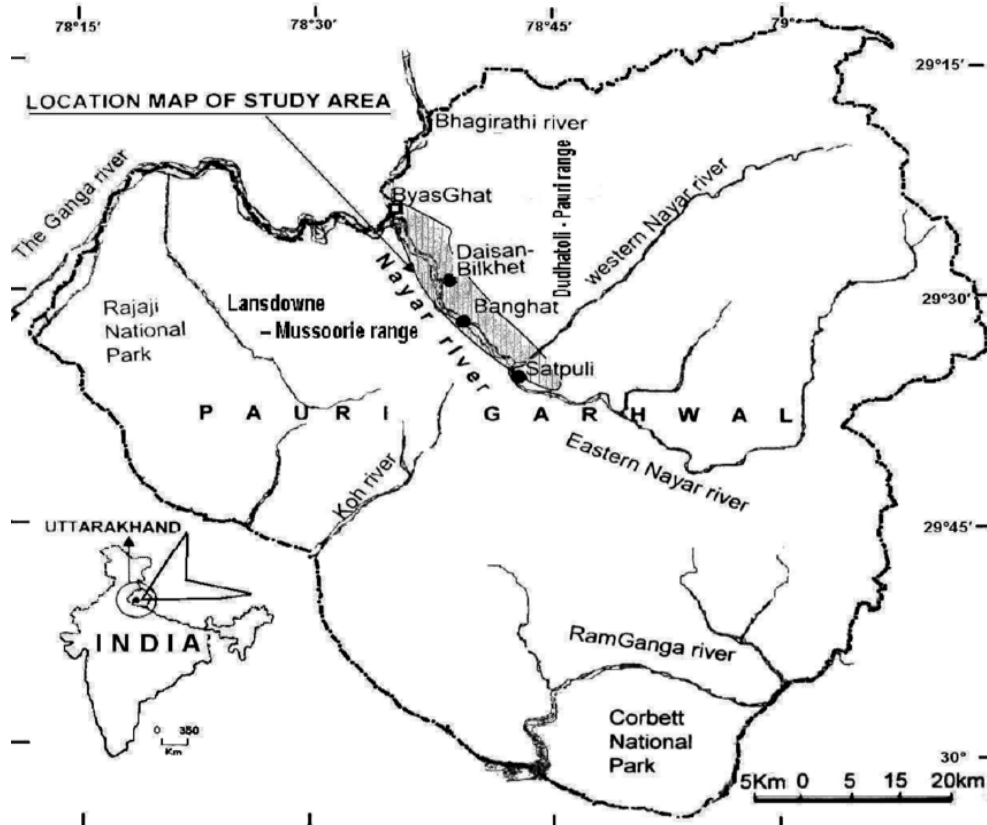 78°15′
78°30′
78°45′
79°
29°15′
LOCATION MAP OF STUDY AREA
Bhagirathi river
The Ganga river
ByasGhat
Dudhatoli - Pauri range
western Nayar river
Daisan-
Bilkhet
Nayar river
29°30′
Rajaji
National
Park
Lansdowne
– Mussoorie range
Banghat
Satpuli
PAURI GARHWAL
Koh river
Eastern Nayar river
29°45′
UTTARAKHAND
INDIA
0 350
Km
RamGanga river
Corbett
National
Park
30°
5Km 0 5 15 20km